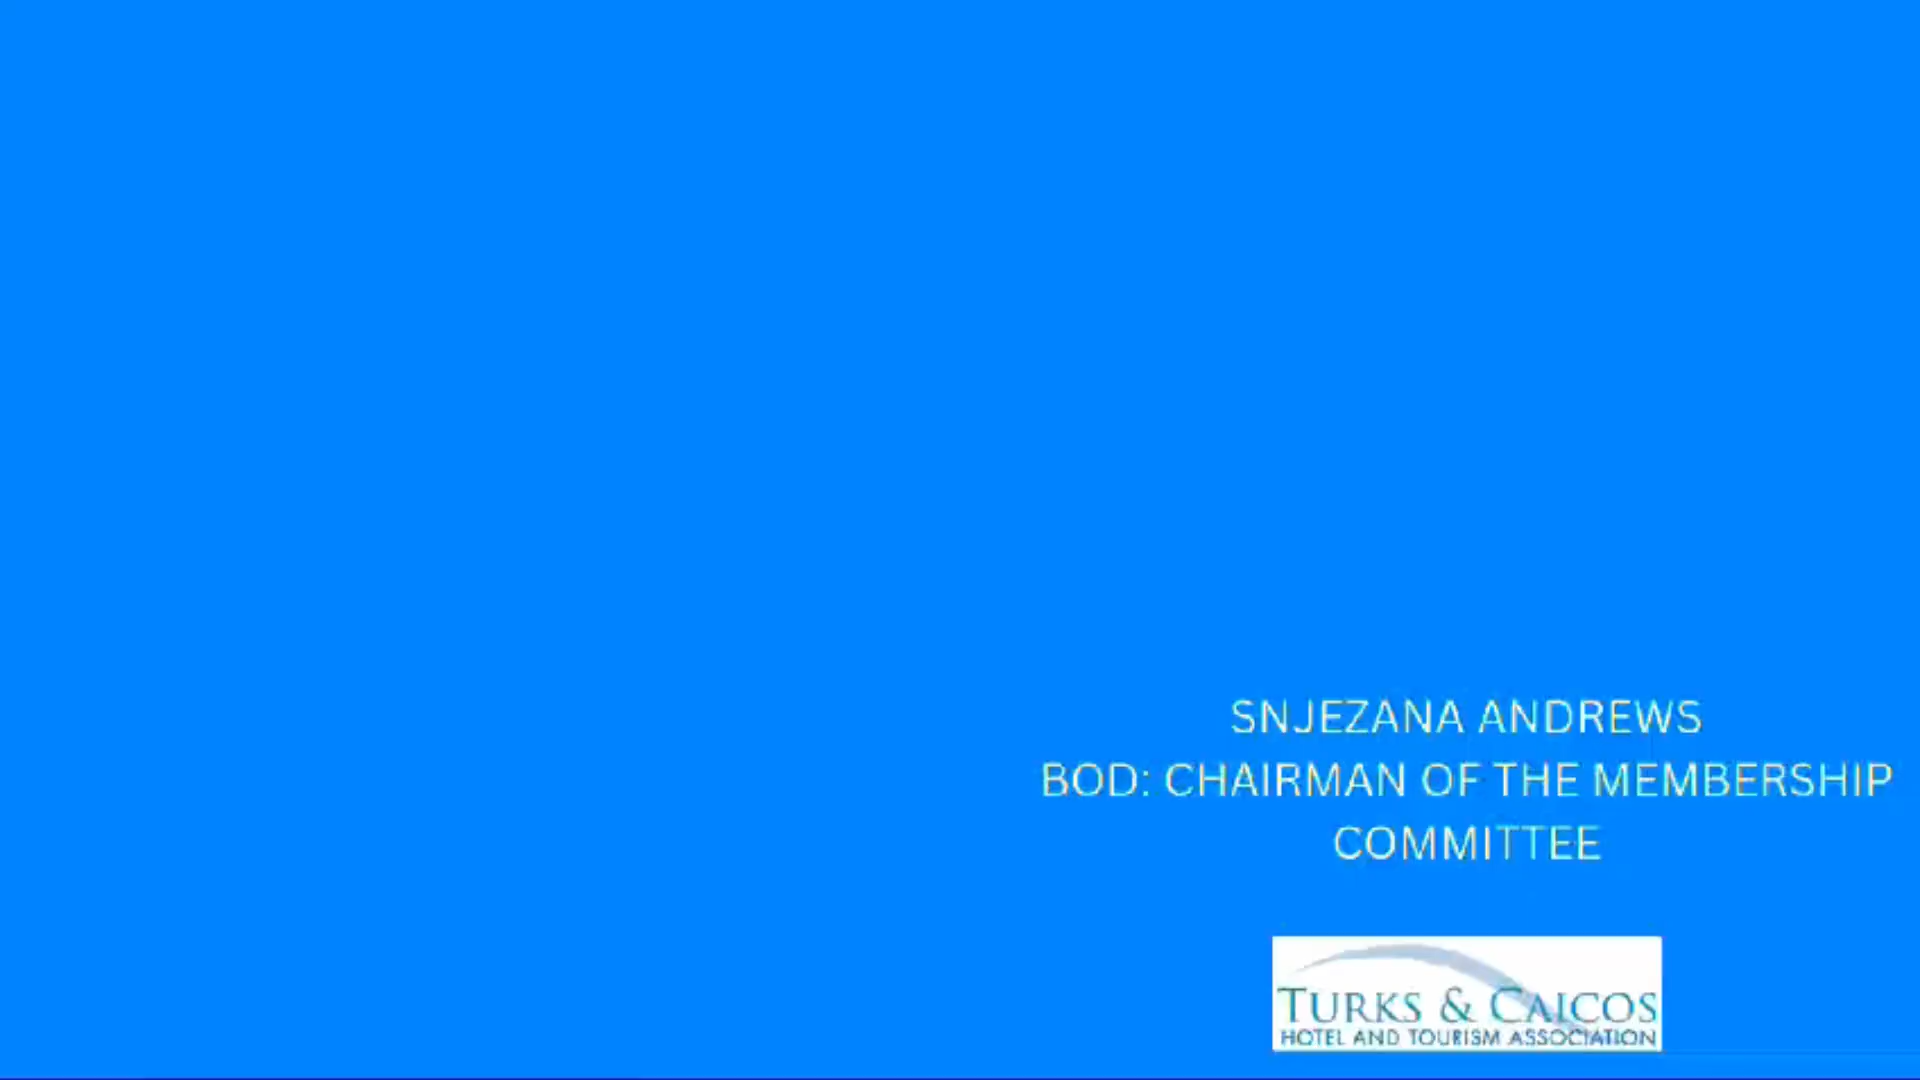 SNJEZANA ANDREWS
BOD: CHAIRMAN OF THE MEMBERSHIP
COMMITTEE
TURKS & CAICOS
HOTEL AND TOURISM ASSOCIATION